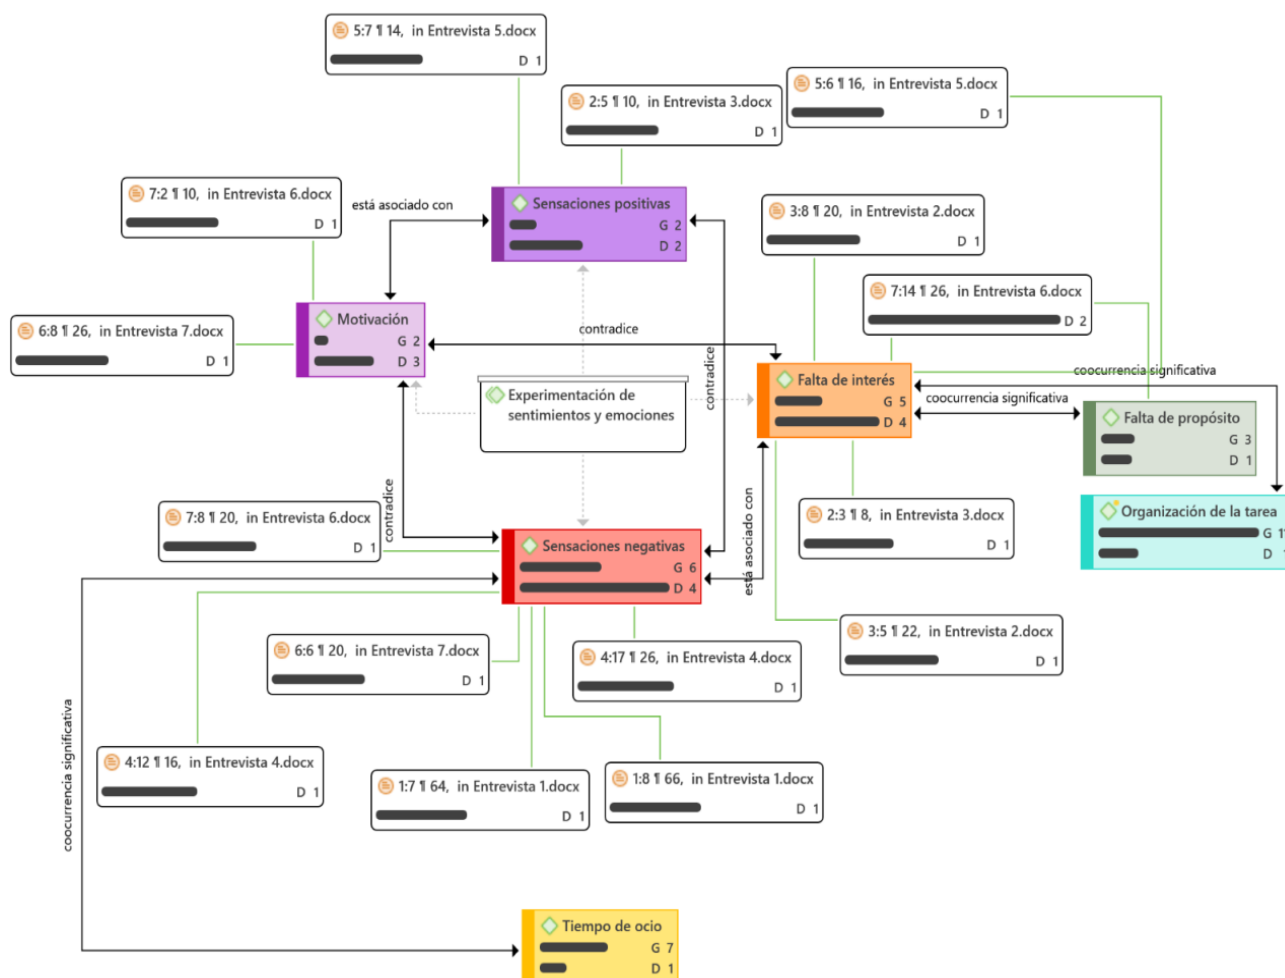 5:7 ¶ 14, in Entrevista 5.docx
D 1
2:5 ¶ 10, in Entrevista 3.docx
D 1
5:6 ¶ 16, in Entrevista 5.docx
D 1
7:2 ¶ 10, in Entrevista 6.docx
D 1
está asociado con
Sensaciones positivas
G 2
D 2
3:8 ¶ 20, in Entrevista 2.docx
D 1
7:14 ¶ 26, in Entrevista 6.docx
D 2
6:8 ¶ 26, in Entrevista 7.docx
D 1
Motivación
G 2
D 3
contradice
contradice
Experimentación de
sentimientos y emociones
Falta de interés
G 5
D 4
coocurrencia significativa
coocurrencia significativa
Falta de propósito
G 3
D 1
7:8 ¶ 20, in Entrevista 6.docx
D 1
contradice
Sensaciones negativas
G 6
D 4
está asociado con
2:3 ¶ 8, in Entrevista 3.docx
D 1
Organización de la tarea
G 11
D
6:6 ¶ 20, in Entrevista 7.docx
D 1
4:17 ¶ 26, in Entrevista 4.docx
D 1
3:5 ¶ 22, in Entrevista 2.docx
D 1
coocurrencia significativa
4:12 ¶ 16, in Entrevista 4.docx
D 1
1:7 ¶ 64, in Entrevista 1.docx
D 1
1:8 ¶ 66, in Entrevista 1.docx
D 1
Tiempo de ocio
G 7
D 1